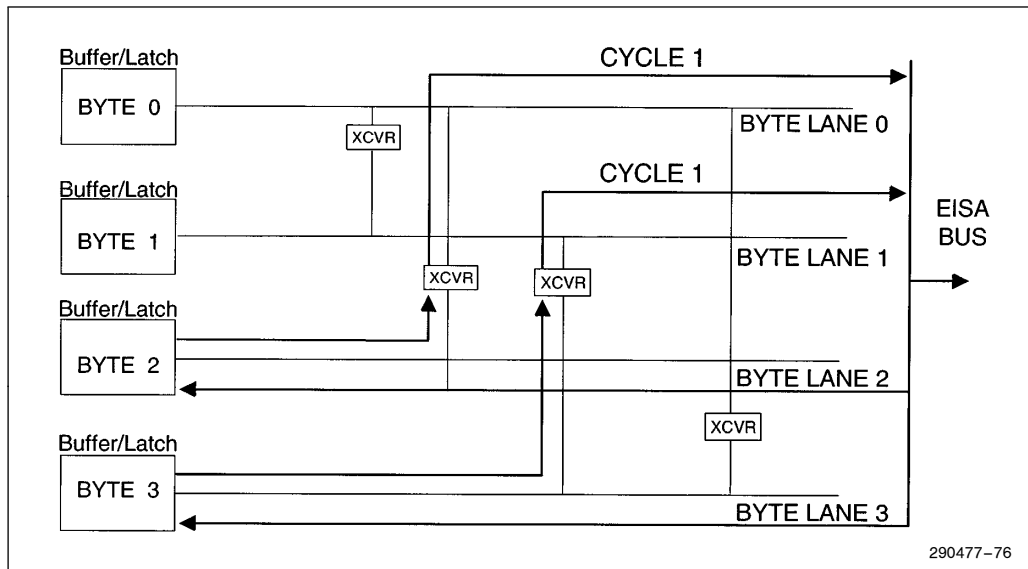 Buffer/Latch
BYTE 0
CYCLE 1
XCVR
BYTE LANE 0
Buffer/Latch
BYTE 1
CYCLE 1
EISA
BUS
BYTE LANE 1
XCVR
XCVR
Buffer/Latch
BYTE 2
BYTE LANE 2
XCVR
Buffer/Latch
BYTE 3
BYTE LANE 3
290477–76